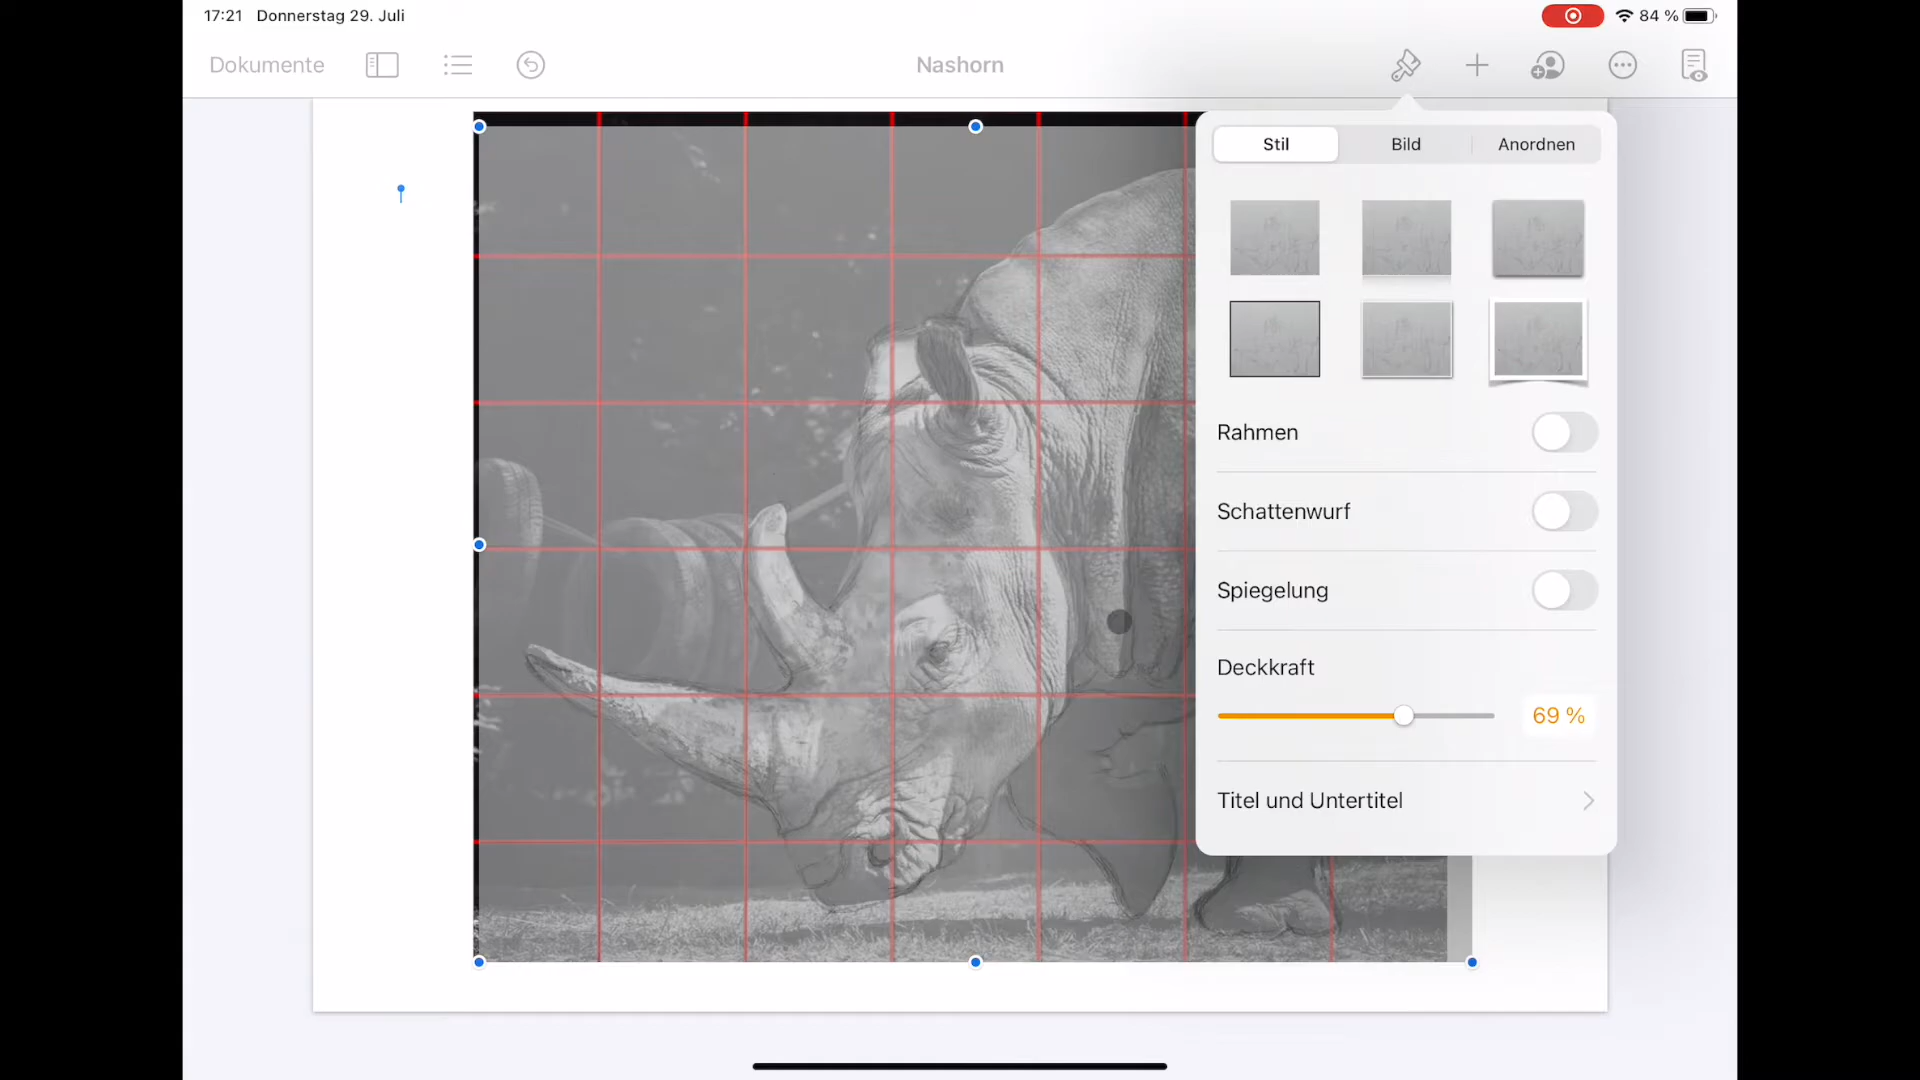 17:21 Donnerstag 29. Juli
84 %
Dokumente
Nashorn
Stil
Bild
Anordnen
Rahmen
Schattenwurf
Spiegelung
Deckkraft
69 %
Titel und Untertitel